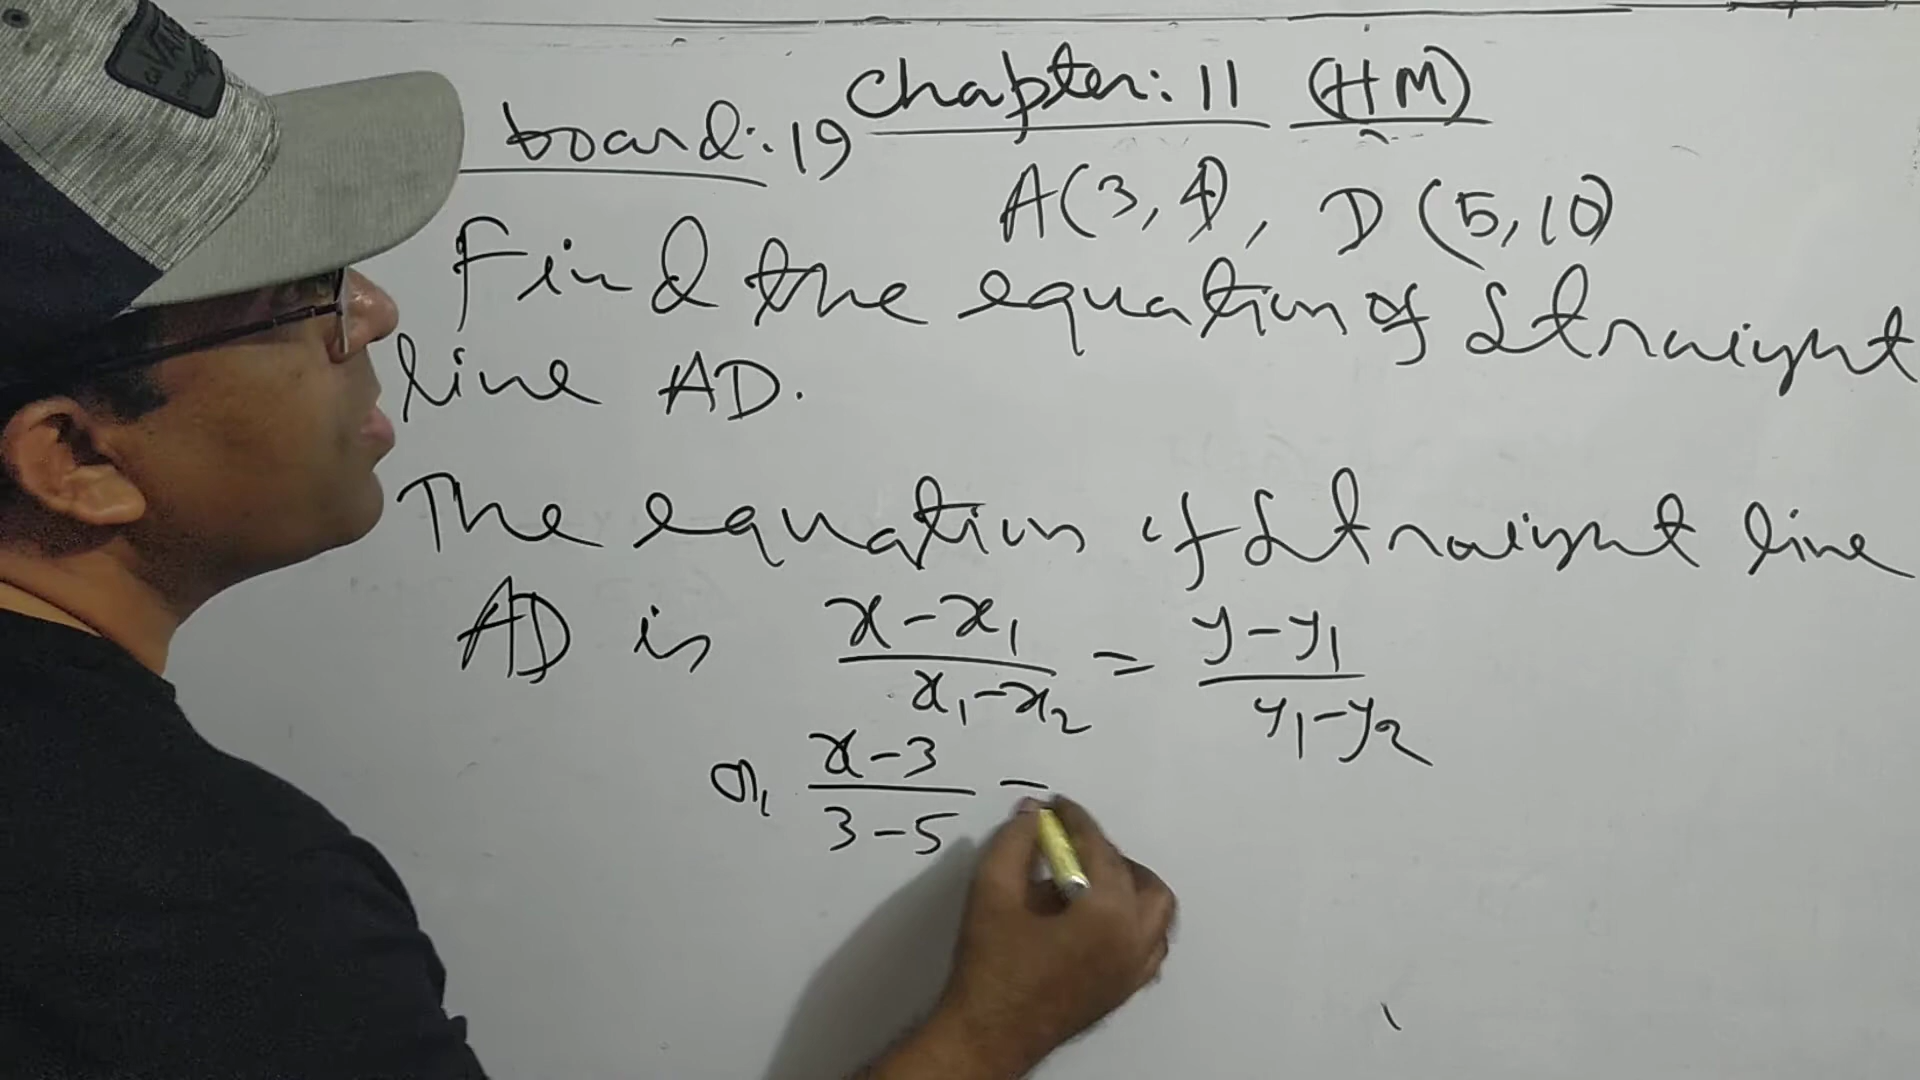 Chapter: 11 (HM)
board: 19
A(3, 4), D(5, 10)
Find the equation of straight
line AD.
The equation of straight line
AD is x-x₁/x₁-x₂ = y-y₁/y₁-y₂
or, x-3/3-5 =